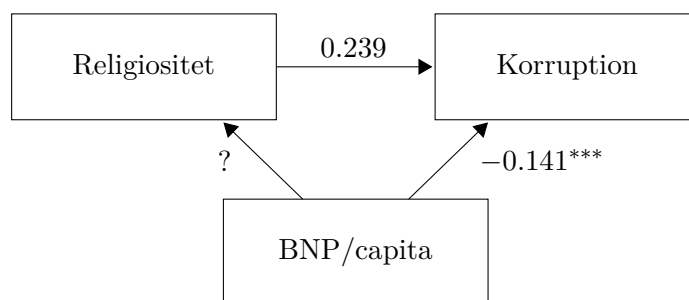 0.239
Religiositet
Korruption
?
−0.141***
BNP/capita